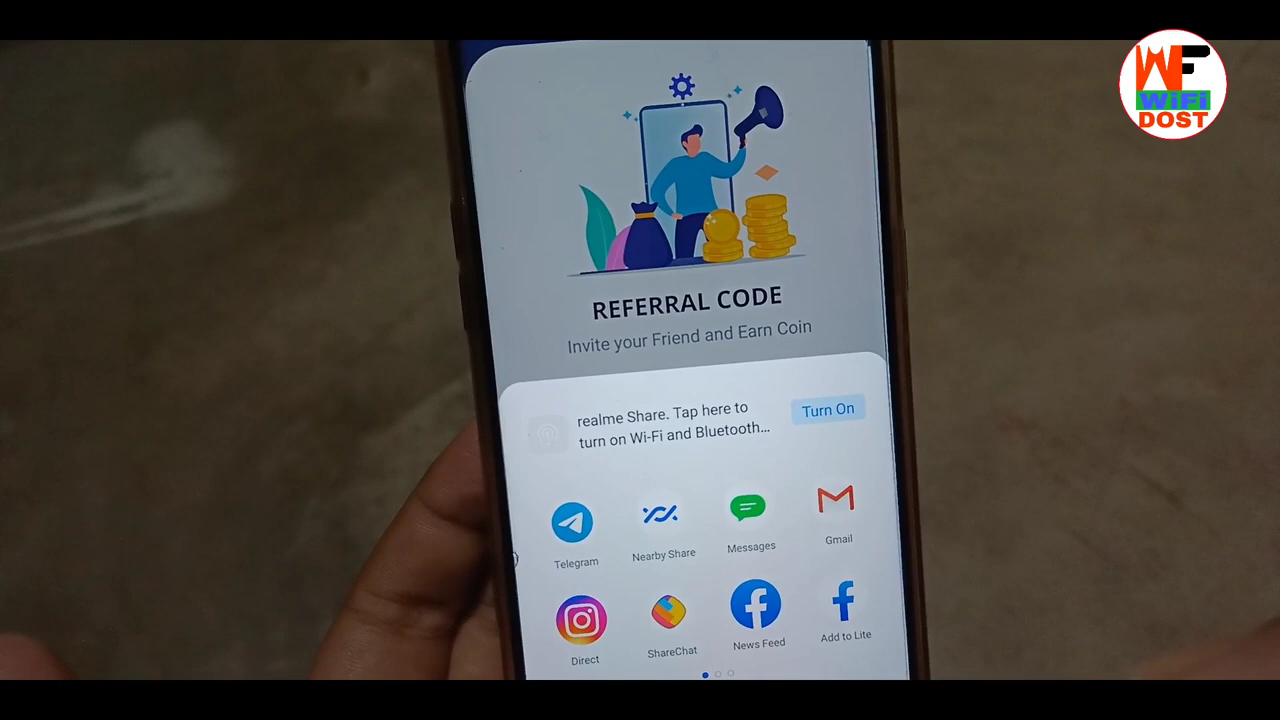 WF
WiFi
DOST
REFERRAL CODE
Invite your Friend and Earn Coin
realme Share. Tap here to
turn on Wi-Fi and Bluetooth...
Turn On
Telegram
Nearby Share
Messages
Gmail
Direct
ShareChat
News Feed
Add to Lite